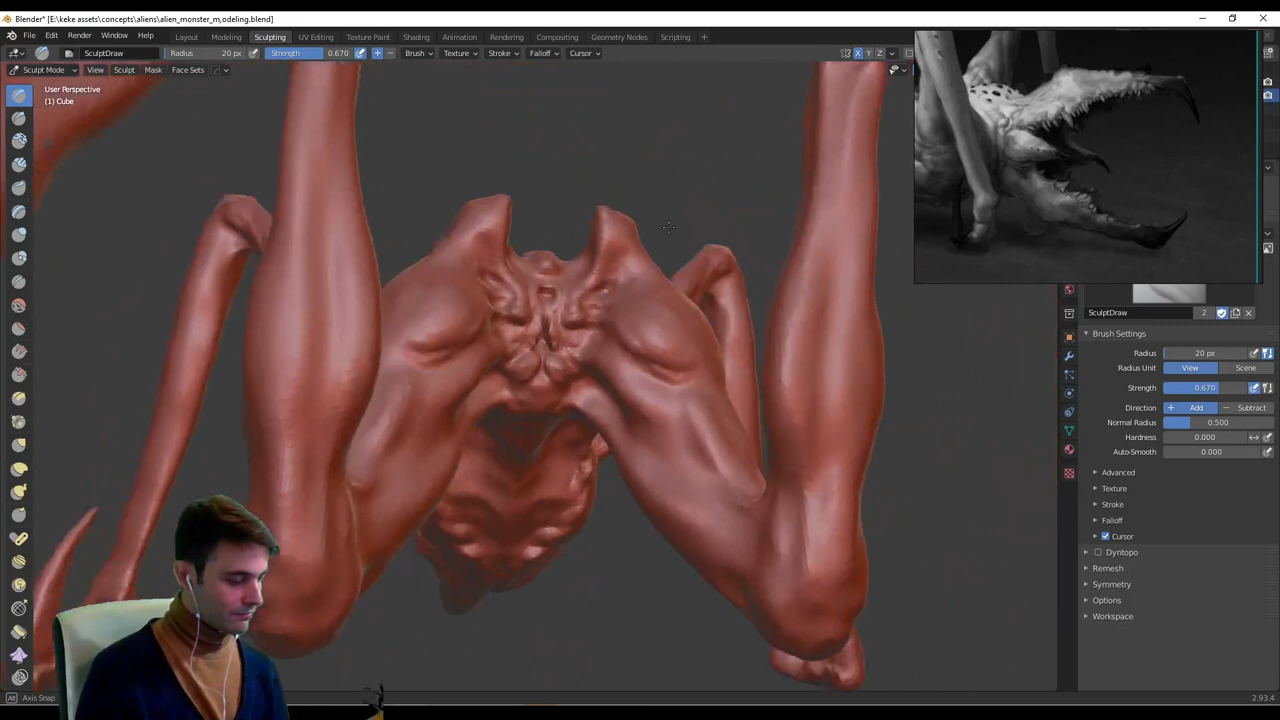 Blender* [E:\keke assets\concepts\aliens\alien_monster_m,odeling.blend]
File Edit Render Window Help Layout Modeling Sculpting UV Editing Texture Paint Shading Animation Rendering Compositing Geometry Nodes Scripting +
SculptDraw Radius 20 px Strength 0.670 Brush Texture Stroke Falloff Cursor X Y Z
Sculpt Mode View Sculpt Mask Face Sets
User Perspective
(1) Cube
SculptDraw 2
Brush Settings
Radius 20 px
Radius Unit View Scene
Strength 0.670
Direction + Add − Subtract
Normal Radius 0.500
Hardness 0.000
Auto-Smooth 0.000
Advanced
Texture
Stroke
Falloff
Cursor
Dyntopo
Remesh
Symmetry
Options
Workspace
Alt Axis Snap 2.93.4